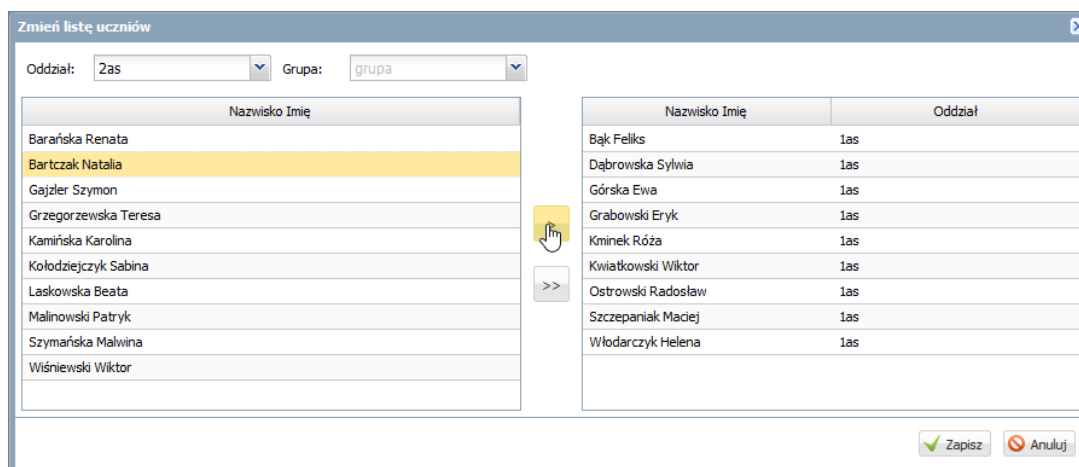 Zmień listę uczniów
Oddział: 2as Grupa: grupa
Nazwisko Imię
Barańska Renata
Bartczak Natalia
Gajzler Szymon
Grzegorzewska Teresa
Kamińska Karolina
Kołodziejczyk Sabina
Laskowska Beata
Malinowski Patryk
Szymańska Malwina
Wiśniewski Wiktor
>>
Nazwisko Imię Oddział
Bąk Feliks 1as
Dąbrowska Sylwia 1as
Górska Ewa 1as
Grabowski Eryk 1as
Kminek Róża 1as
Kwiatkowski Wiktor 1as
Ostrowski Radosław 1as
Szczepaniak Maciej 1as
Włodarczyk Helena 1as
Zapisz Anuluj